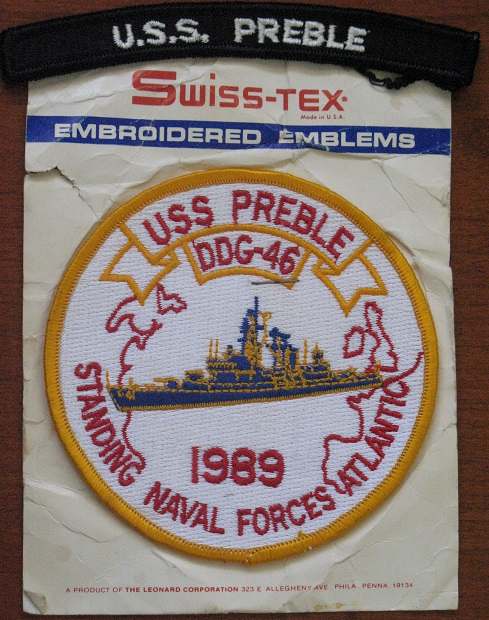 U.S.S. PREBLE
SWISS-TEX
Made in U.S.A.
EMBROIDERED EMBLEMS
USS PREBLE
DDG-46
1989
STANDING NAVAL FORCES ATLANTIC
A PRODUCT OF THE LEONARD CORPORATION 323 E. ALLEGHENY AVE. PHILA. PENNA. 19134